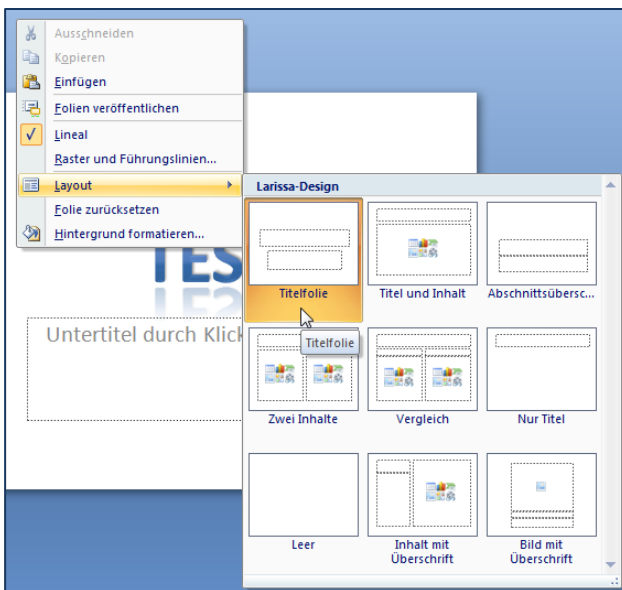 Ausschneiden
Kopieren
Einfügen
Folien veröffentlichen
Lineal
Raster und Führungslinien...
Layout
Folie zurücksetzen
Hintergrund formatieren...
TES
Untertitel durch Klick
Larissa-Design
Titelfolie
Titel und Inhalt
Abschnittsübersc...
Titelfolie
Zwei Inhalte
Vergleich
Nur Titel
Leer
Inhalt mit
Überschrift
Bild mit
Überschrift